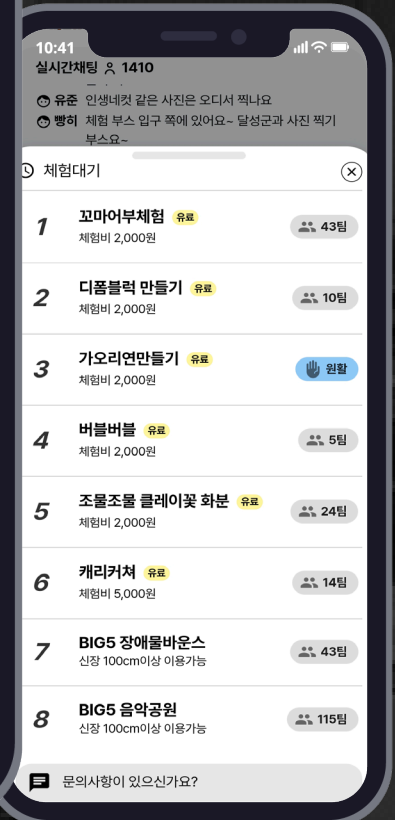 10:41
실시간채팅 1410
유준 인생네컷 같은 사진은 오디서 찍나요
빵히 체험 부스 입구 쪽에 있어요~ 달성군과 사진 찍기
부스요~
체험대기
1 꼬마어부체험 유료 43팀
체험비 2,000원
2 디폼블럭 만들기 유료 10팀
체험비 2,000원
3 가오리연만들기 유료 원활
체험비 2,000원
4 버블버블 유료 5팀
체험비 2,000원
5 조물조물 클레이꽃 화분 유료 24팀
체험비 2,000원
6 캐리커쳐 유료 14팀
체험비 5,000원
7 BIG5 장애물바운스 43팀
신장 100cm이상 이용가능
8 BIG5 음악공원 115팀
신장 100cm이상 이용가능
문의사항이 있으신가요?